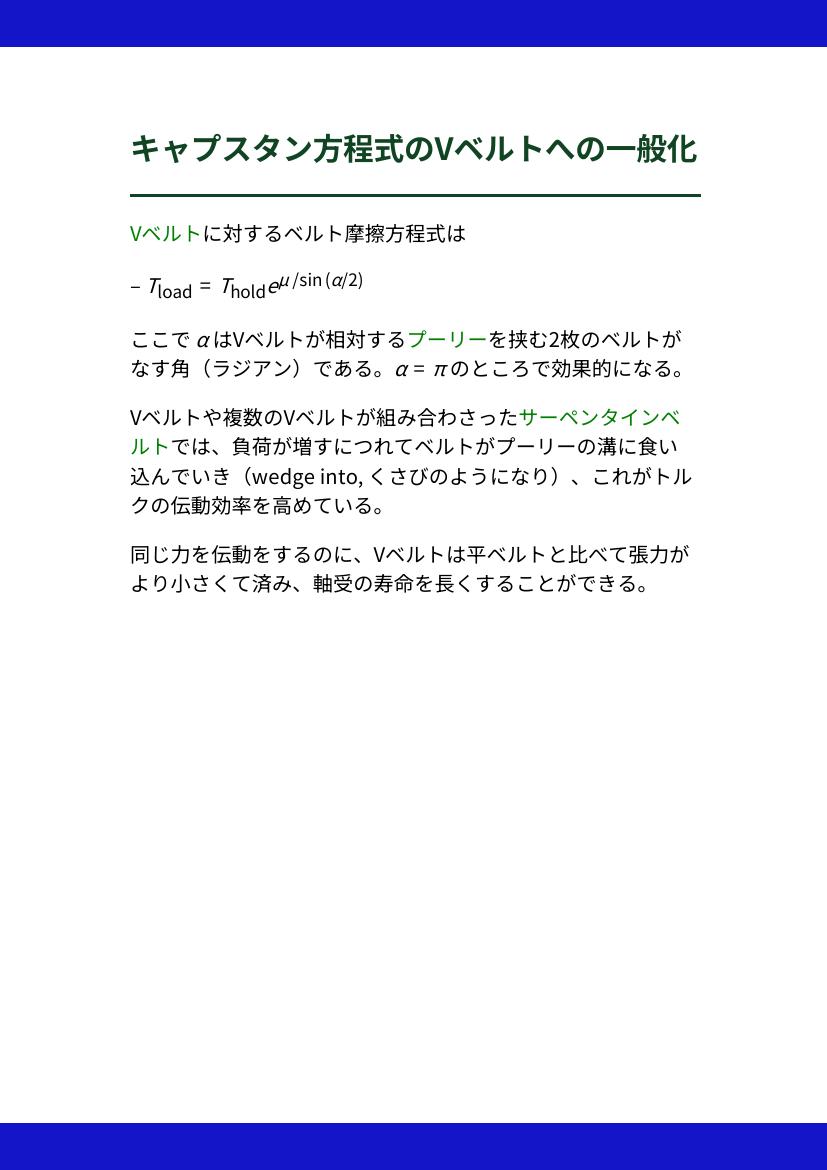 キャプスタン方程式のVベルトへの一般化
Vベルトに対するベルト摩擦方程式は
– T_load = T_hold e^{μ/sin(α/2)}
ここで α はVベルトが相対するプーリーを挟む2枚のベルトが
なす角（ラジアン）である。α = π のところで効果的になる。
Vベルトや複数のVベルトが組み合わさったサーペンタインベ
ルトでは、負荷が増すにつれてベルトがプーリーの溝に食い
込んでいき（wedge into, くさびのようになり）、これがトル
クの伝動効率を高めている。
同じ力を伝動をするのに、Vベルトは平ベルトと比べて張力が
より小さくて済み、軸受の寿命を長くすることができる。